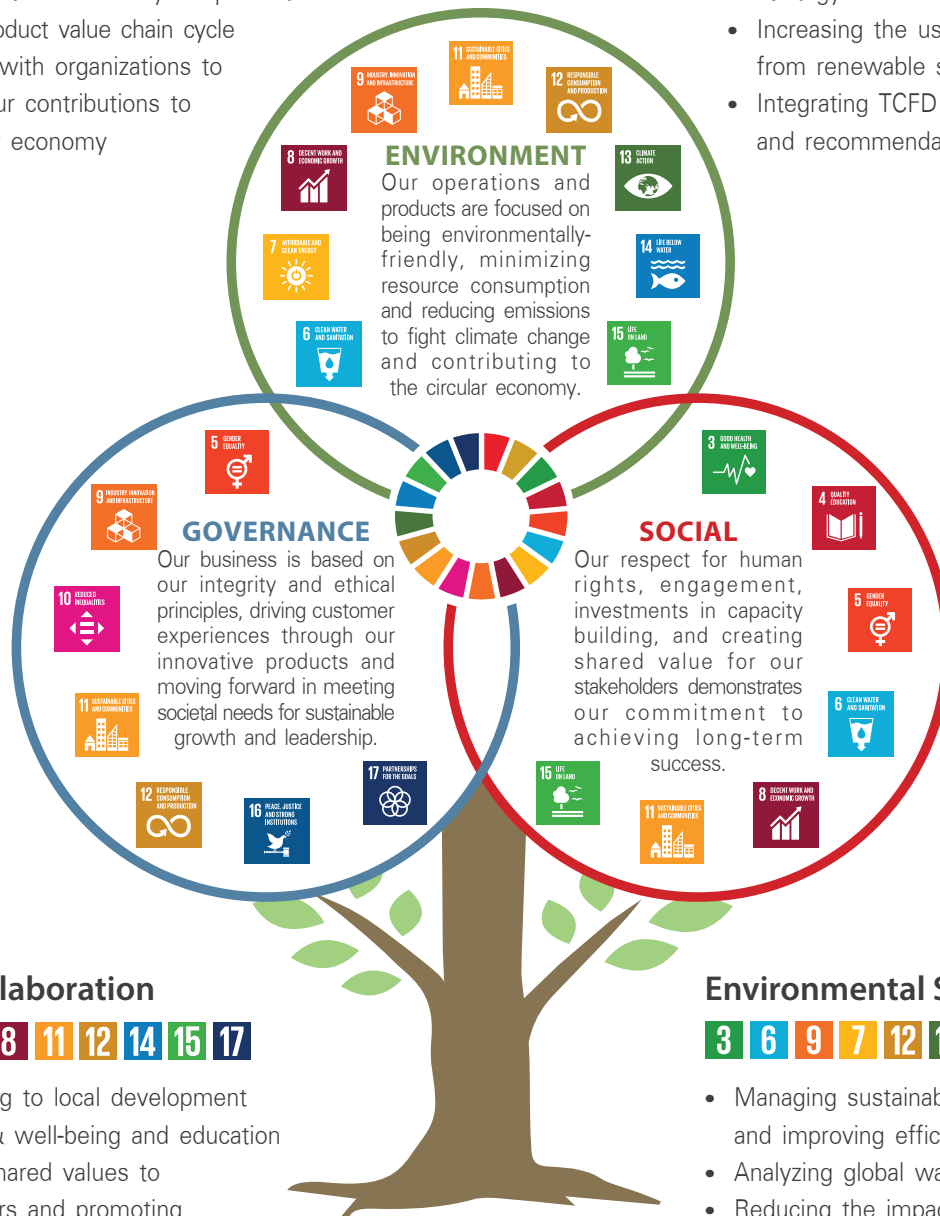 oduct value chain cycle
with organizations to
ur contributions to
economy
Increasing the us
from renewable s
Integrating TCFD
and recommenda
11 SUSTAINABLE CITIES
AND COMMUNITIES
9 INDUSTRY, INNOVATION
AND INFRASTRUCTURE
12 RESPONSIBLE
CONSUMPTION
AND PRODUCTION
8 DECENT WORK AND
ECONOMIC GROWTH
13 CLIMATE
ACTION
7 AFFORDABLE AND
CLEAN ENERGY
14 LIFE BELOW
WATER
6 CLEAN WATER
AND SANITATION
15 LIFE
ON LAND
ENVIRONMENT
Our operations and
products are focused on
being environmentally-
friendly, minimizing
resource consumption
and reducing emissions
to fight climate change
and contributing to
the circular economy.
5 GENDER
EQUALITY
9 INDUSTRY, INNOVATION
AND INFRASTRUCTURE
10 REDUCED
INEQUALITIES
11 SUSTAINABLE CITIES
AND COMMUNITIES
12 RESPONSIBLE
CONSUMPTION
AND PRODUCTION
16 PEACE, JUSTICE
AND STRONG
INSTITUTIONS
17 PARTNERSHIPS
FOR THE GOALS
GOVERNANCE
Our business is based on
our integrity and ethical
principles, driving customer
experiences through our
innovative products and
moving forward in meeting
societal needs for sustainable
growth and leadership.
3 GOOD HEALTH
AND WELL-BEING
4 QUALITY
EDUCATION
5 GENDER
EQUALITY
6 CLEAN WATER
AND SANITATION
8 DECENT WORK AND
ECONOMIC GROWTH
11 SUSTAINABLE CITIES
AND COMMUNITIES
15 LIFE
ON LAND
SOCIAL
Our respect for human
rights, engagement,
investments in capacity
building, and creating
shared value for our
stakeholders demonstrates
our commitment to
achieving long-term
success.
laboration
8 11 12 14 15 17
g to local development
& well-being and education
hared values to
rs and promoting
Environmental S
3 6 9 7 12 1
Managing sustainab
and improving effic
Analyzing global wa
Reducing the impac